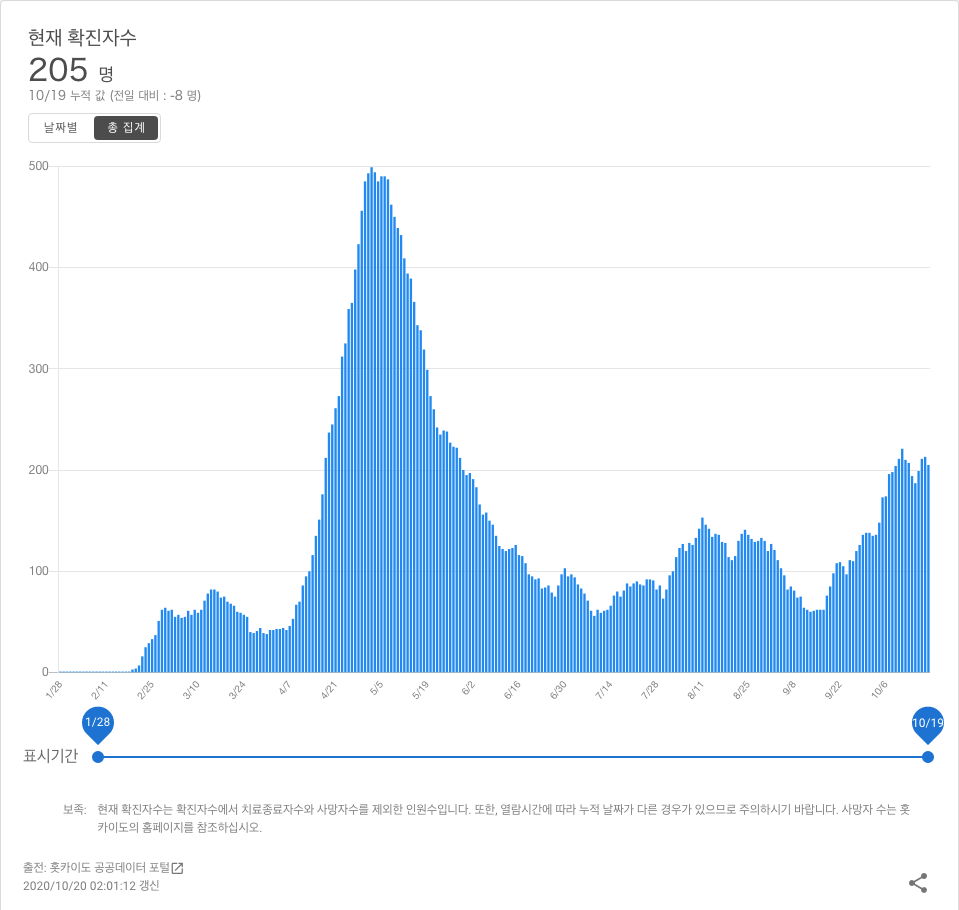 현재 확진자수
205 명
10/19 누적 값 (전일 대비 : -8 명)
날짜별 총 집계
500
400
300
200
100
0
1/28 2/11 2/25 3/10 3/24 4/7 4/21 5/5 5/19 6/2 6/16 6/30 7/14 7/28 8/11 8/25 9/8 9/22 10/6
1/28 10/19
표시기간
보족: 현재 확진자수는 확진자수에서 치료종료자수와 사망자수를 제외한 인원수입니다. 또한, 열람시간에 따라 누적 날짜가 다른 경우가 있으므로 주의하시기 바랍니다. 사망자 수는 홋
카이도의 홈페이지를 참조하십시오.
출전: 홋카이도 공공데이터 포털
2020/10/20 02:01:12 갱신